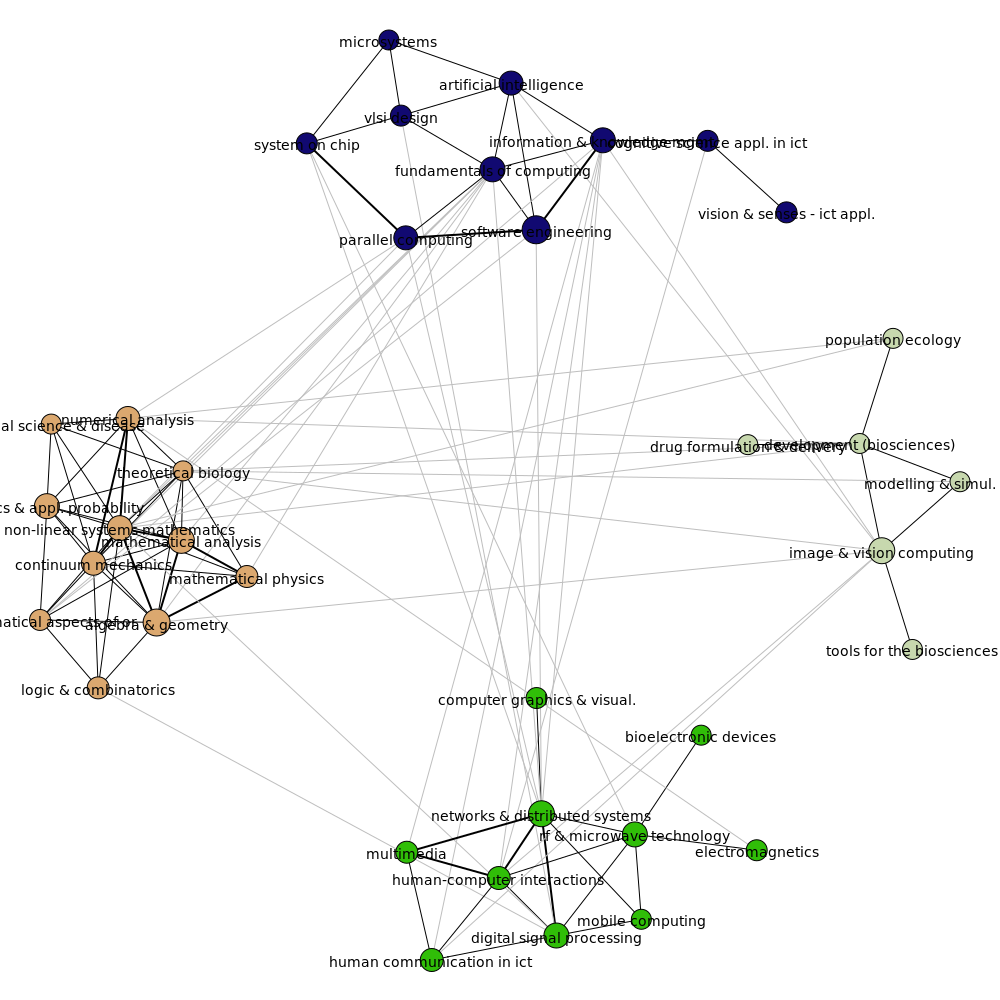 microsystems
artificial intelligence
vlsi design
system on chip
information & knowledge mgmt
cognitive science appl. in ict
fundamentals of computing
vision & senses - ict appl.
parallel computing
software engineering
population ecology
numerical analysis
al science & disease
drug formulation & delivery
development (biosciences)
theoretical biology
modelling & simul.
cs & appl. probability
non-linear systems mathematics
mathematical analysis
image & vision computing
continuum mechanics
mathematical physics
matical aspects of or
algebra & geometry
tools for the biosciences
logic & combinatorics
computer graphics & visual.
bioelectronic devices
networks & distributed systems
rf & microwave technology
multimedia
electromagnetics
human-computer interactions
mobile computing
digital signal processing
human communication in ict